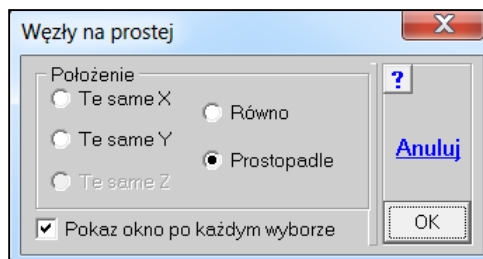 Węzły na prostej
X
Położenie
Te same X
Te same Y
Te same Z
Równo
Prostopadle
?
Anuluj
Pokaz okno po każdym wyborze
OK